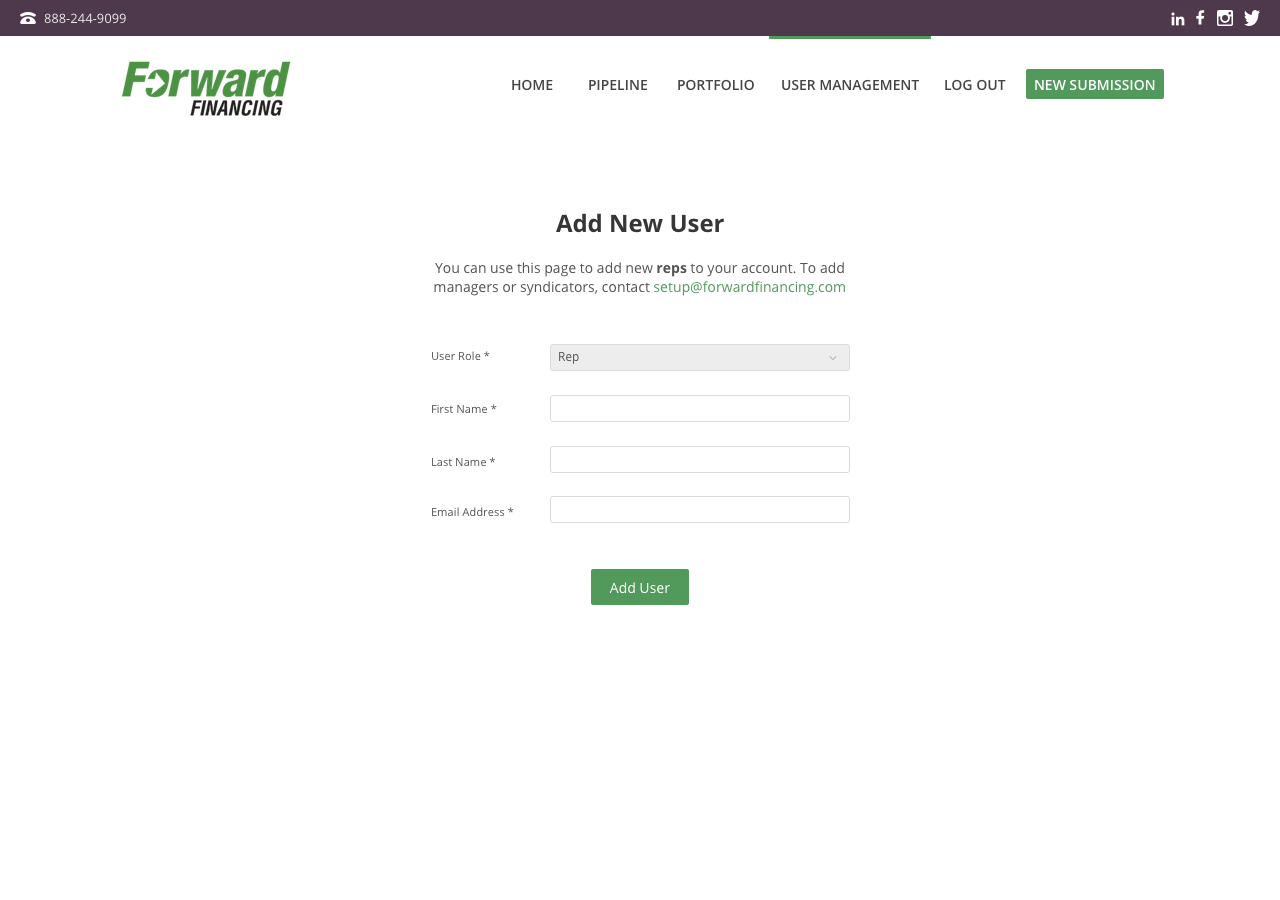 888-244-9099
Forward
FINANCING
HOME
PIPELINE
PORTFOLIO
USER MANAGEMENT
LOG OUT
NEW SUBMISSION
Add New User
You can use this page to add new reps to your account. To add
managers or syndicators, contact setup@forwardfinancing.com
User Role *
Rep
First Name *
Last Name *
Email Address *
Add User